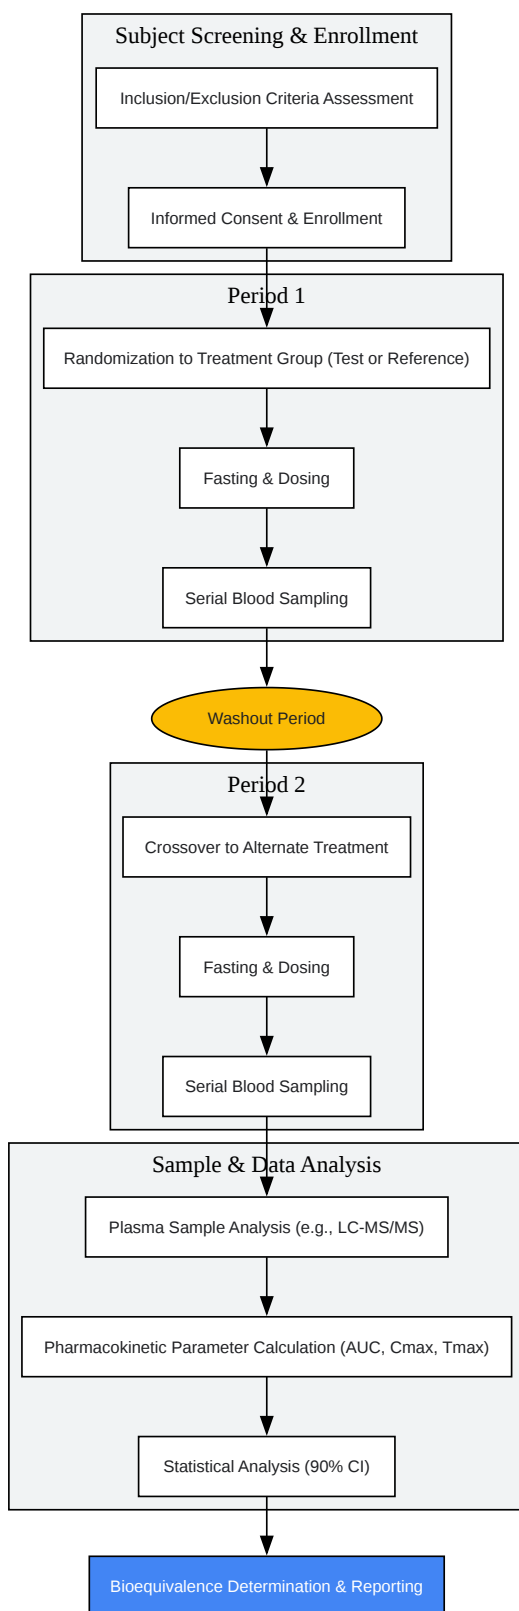 Subject Screening & Enrollment
Inclusion/Exclusion Criteria Assessment
Informed Consent & Enrollment
Period 1
Randomization to Treatment Group (Test or Reference)
Fasting & Dosing
Serial Blood Sampling
Washout Period
Period 2
Crossover to Alternate Treatment
Fasting & Dosing
Serial Blood Sampling
Sample & Data Analysis
Plasma Sample Analysis (e.g., LC-MS/MS)
Pharmacokinetic Parameter Calculation (AUC, Cmax, Tmax)
Statistical Analysis (90% CI)
Bioequivalence Determination & Reporting